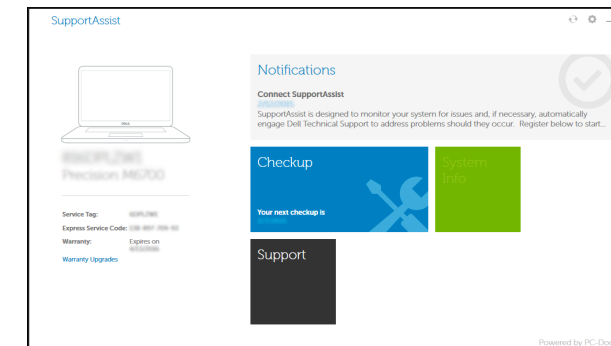 SupportAssist
Notifications
Connect SupportAssist
SupportAssist is designed to monitor your system for issues and, if necessary, automatically
engage Dell Technical Support to address problems should they occur. Register below to start...
DELL
Precision M6700
Checkup
System
Info
Your next checkup is
Service Tag:
Express Service Code:
Warranty:
Expires on
Warranty Upgrades
Support
Powered by PC-Doc